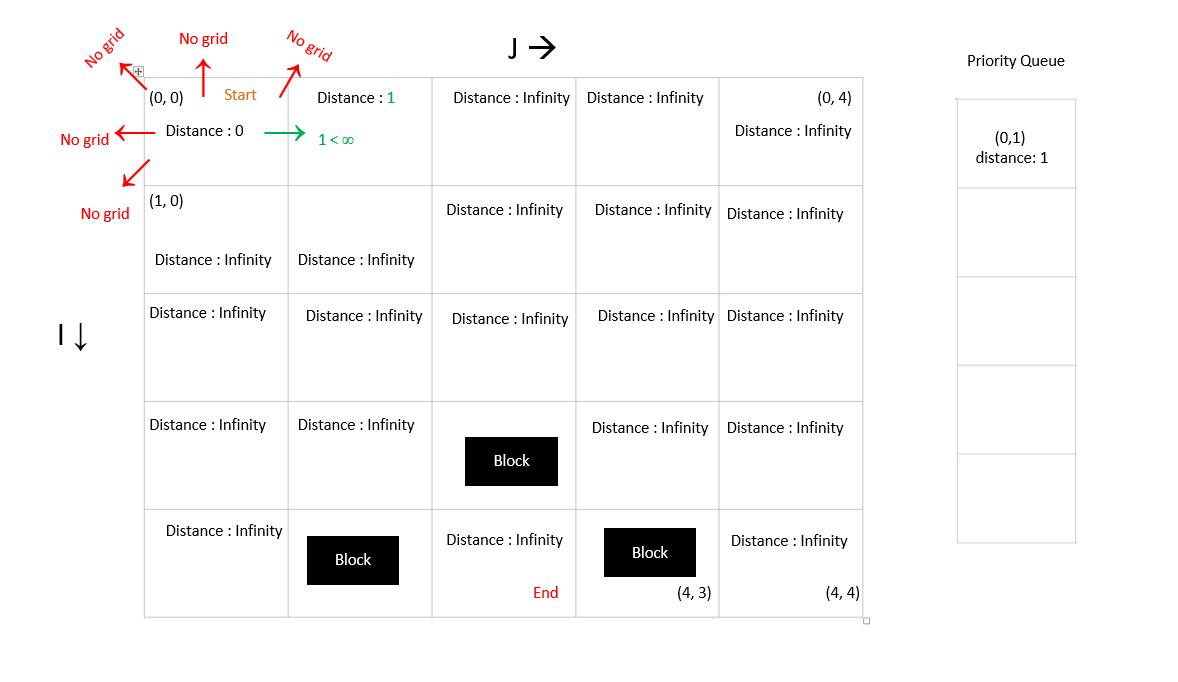 No grid
No grid
No grid
J →
Priority Queue
(0, 0)
Start
Distance : 1
Distance : Infinity
Distance : Infinity
(0, 4)
No grid
Distance : 0
1 < ∞
Distance : Infinity
(0,1)
distance: 1
No grid
(1, 0)
Distance : Infinity
Distance : Infinity
Distance : Infinity
Distance : Infinity
Distance : Infinity
I ↓
Distance : Infinity
Distance : Infinity
Distance : Infinity
Distance : Infinity
Distance : Infinity
Distance : Infinity
Distance : Infinity
Block
Distance : Infinity
Distance : Infinity
Distance : Infinity
Block
Distance : Infinity
End
Block
(4, 3)
Distance : Infinity
(4, 4)